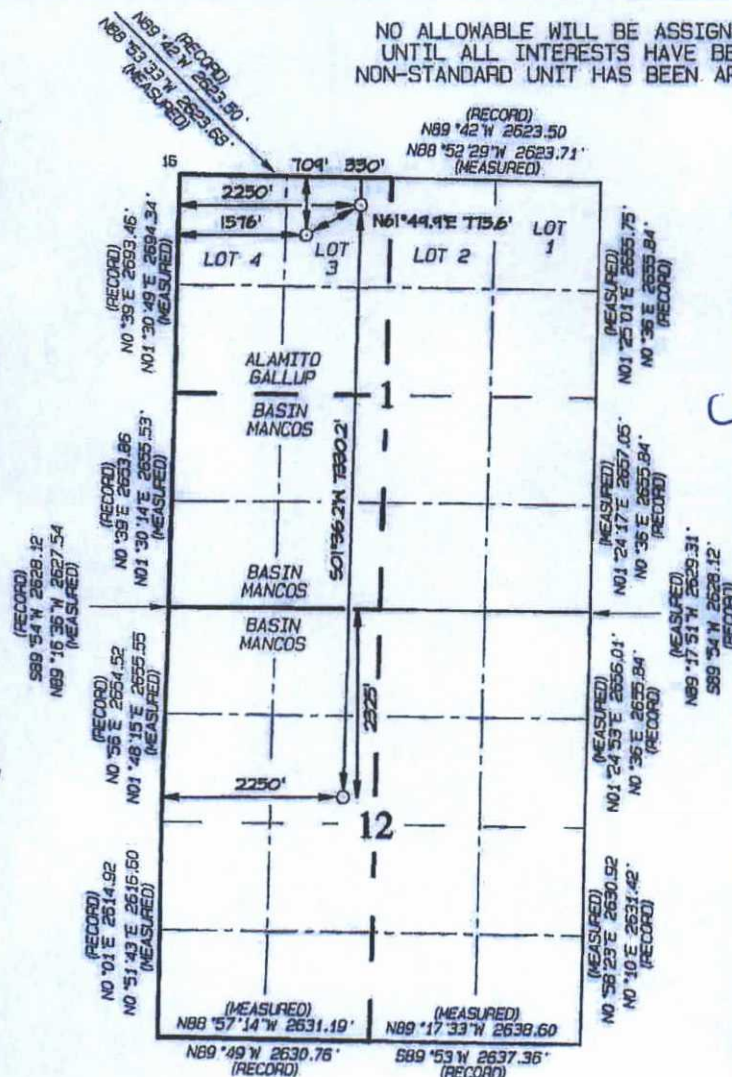 NO ALLOWABLE WILL BE ASSIGN
UNTIL ALL INTERESTS HAVE BE
NON-STANDARD UNIT HAS BEEN AP
(RECORD)
N89°42'W 2623.50'
N88°53'33"W 2623.68'
(MEASURED)
(RECORD)
N89°42'W 2623.50
N88°52'29"W 2623.71'
(MEASURED)
16
709'
330'
2250'
1576'
N61°49.9'E 775.6'
LOT 4
LOT 3
LOT 2
LOT 1
(RECORD)
N0°39'E 2693.46'
N01°30'49"E 2694.34'
(MEASURED)
(MEASURED)
N01°25'01"E 2655.75'
N0°36'E 2655.84'
(RECORD)
ALAMITO
GALLUP
BASIN
MANCOS
1
S01°36.2'W 7330.2'
(RECORD)
N0°39'E 2653.86
N01°30'14"E 2655.53'
(MEASURED)
(MEASURED)
N01°24'17"E 2657.05'
N0°36'E 2655.84'
(RECORD)
BASIN
MANCOS
BASIN
MANCOS
(RECORD)
S89°54'W 2628.12
N89°16'36"W 2627.54
(MEASURED)
(MEASURED)
N89°17'51"W 2629.31'
S89°54'W 2628.12'
(RECORD)
(RECORD)
N0°56'E 2654.52
N01°48'15"E 2655.55
(MEASURED)
(MEASURED)
N01°24'53"E 2656.01'
N0°36'E 2655.84'
(RECORD)
2325'
2250'
12
(RECORD)
N0°01'E 2614.92
N0°51'43"E 2616.60
(MEASURED)
(MEASURED)
N0°58'23"E 2630.92
N0°10'E 2631.42'
(RECORD)
(MEASURED)
N88°57'14"W 2631.19'
N89°49'W 2630.76'
(RECORD)
(MEASURED)
N89°17'33"W 2638.60
S89°53'W 2637.36'
(RECORD)